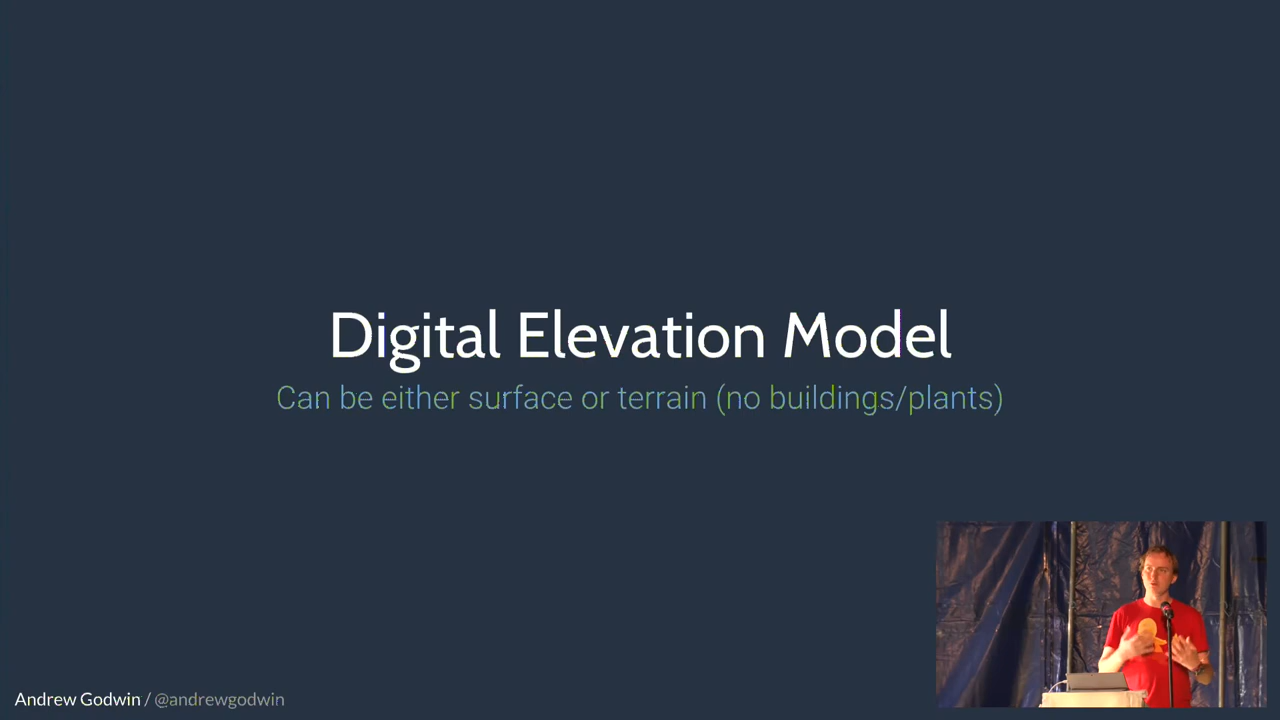 Digital Elevation Model
Can be either surface or terrain (no buildings/plants)
Andrew Godwin / @andrewgodwin